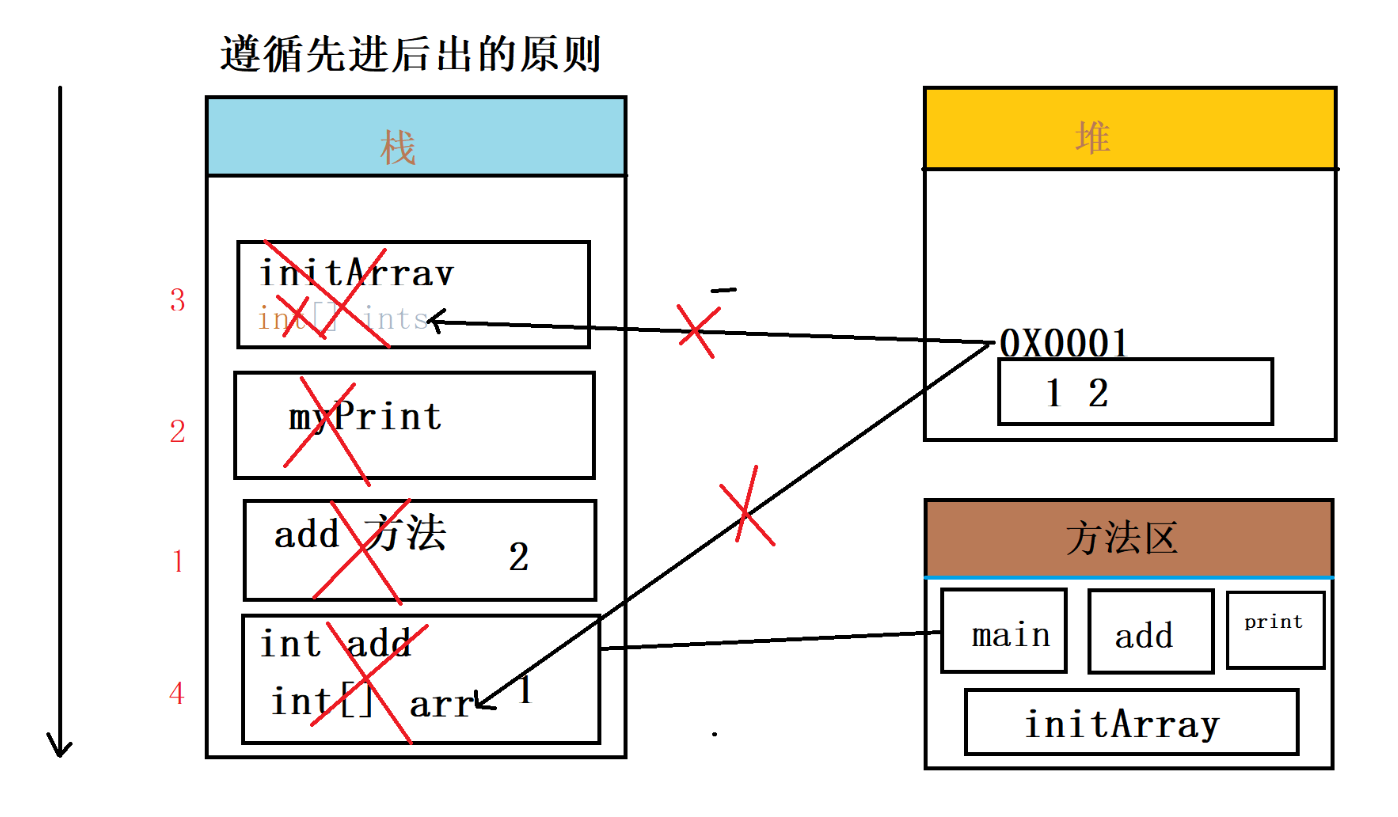 遵循先进后出的原则
栈
3
initArray
int[] ints
2
myPrint
1
add 方法
2
4
int add
int[] arr 1
堆
0X0001
1 2
方法区
main
add
print
initArray